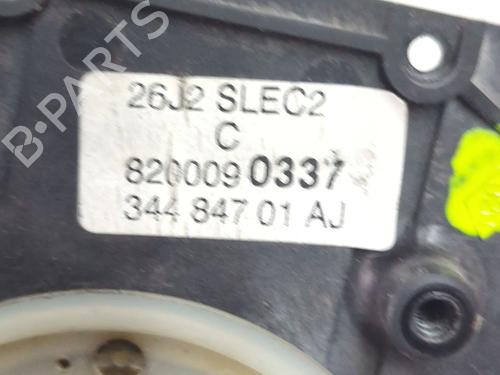 B-PARTS
26J2 SLEC2
C
8200090337
344 847 01 AJ